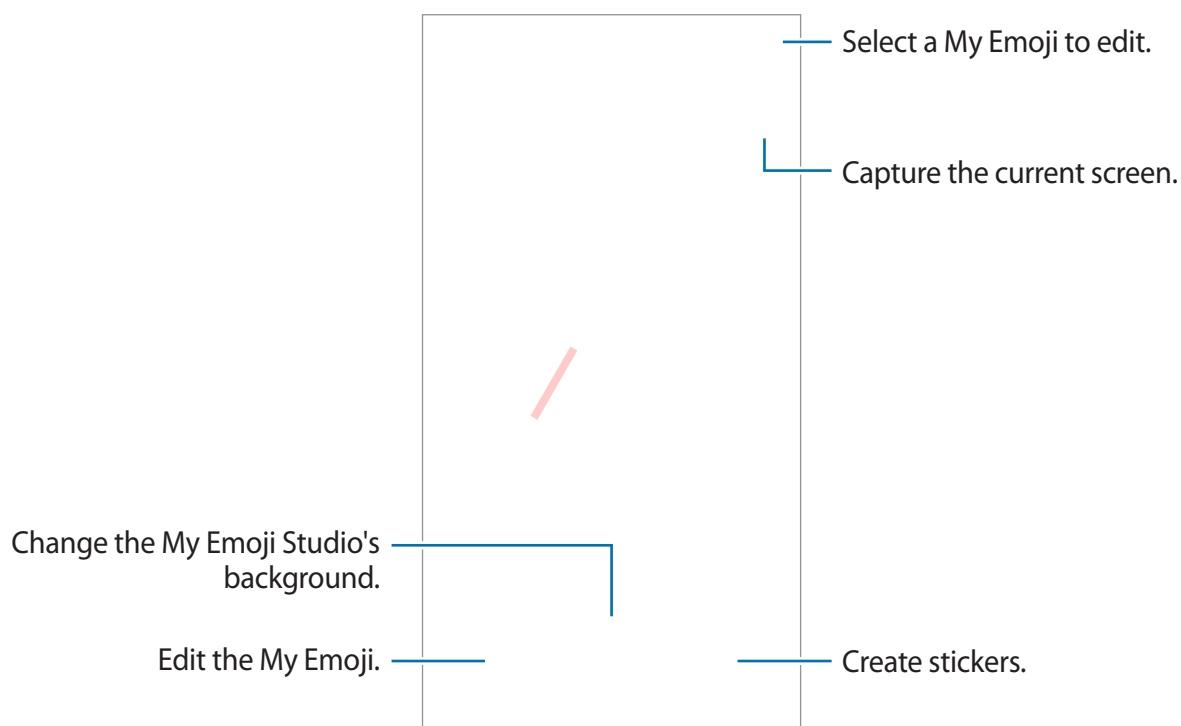 Select a My Emoji to edit.
Capture the current screen.
Change the My Emoji Studio's
background.
Edit the My Emoji.
Create stickers.